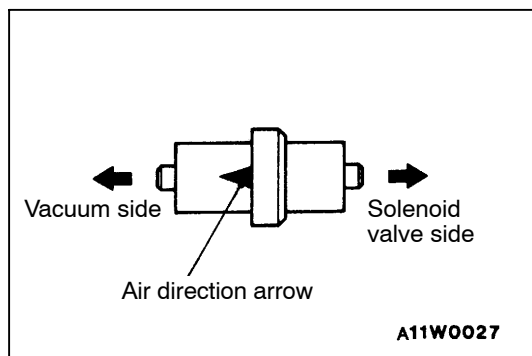 Vacuum side
Solenoid
valve side
Air direction arrow
A11W0027